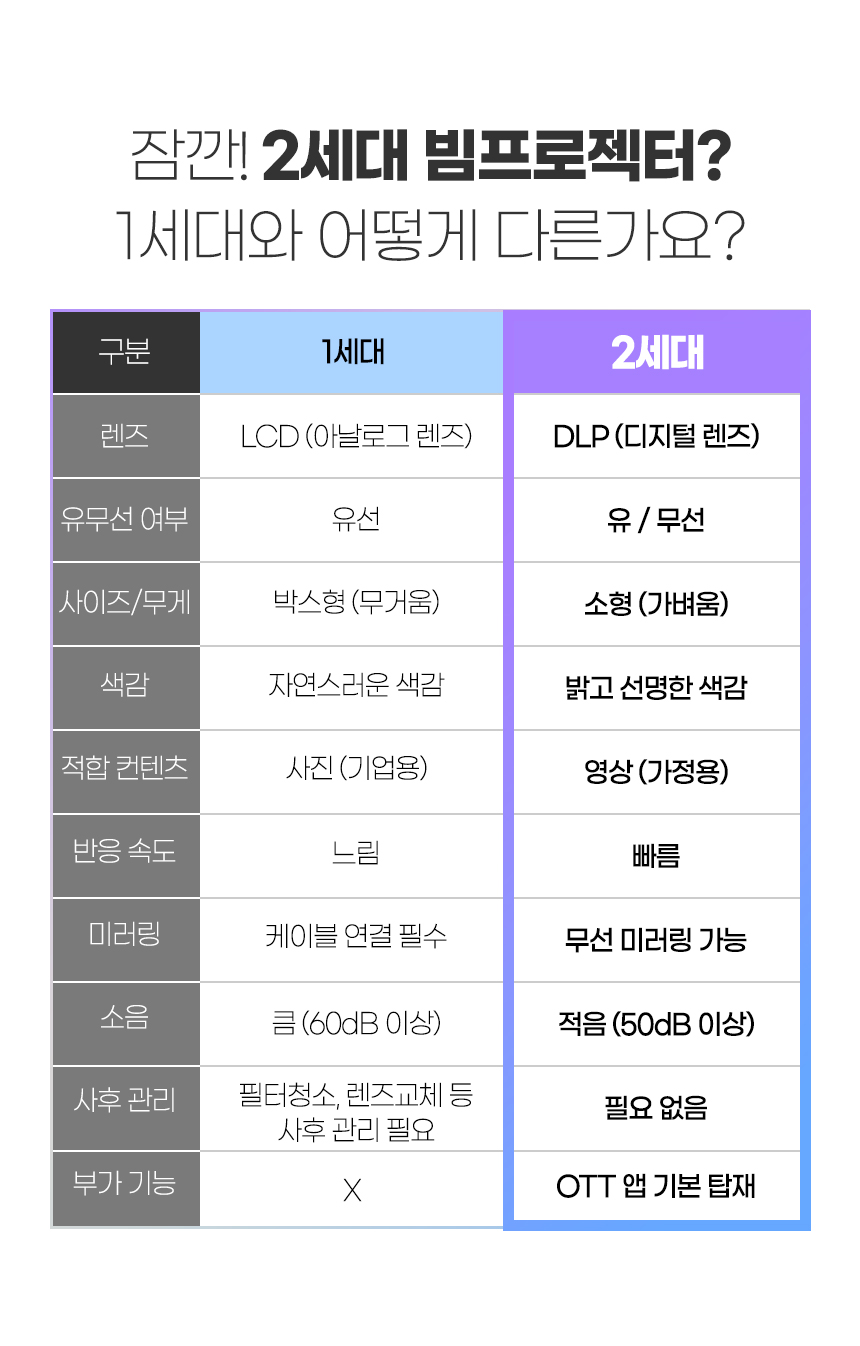 잠깐! 2세대 빔프로젝터?
1세대와 어떻게 다른가요?
구분 1세대 2세대
렌즈 LCD (아날로그 렌즈) DLP (디지털 렌즈)
유무선 여부 유선 유 / 무선
사이즈/무게 박스형 (무거움) 소형 (가벼움)
색감 자연스러운 색감 밝고 선명한 색감
적합 컨텐츠 사진 (기업용) 영상 (가정용)
반응 속도 느림 빠름
미러링 케이블 연결 필수 무선 미러링 가능
소음 큼 (60dB 이상) 적음 (50dB 이상)
사후 관리 필터청소, 렌즈교체 등
사후 관리 필요 필요 없음
부가 기능 X OTT 앱 기본 탑재